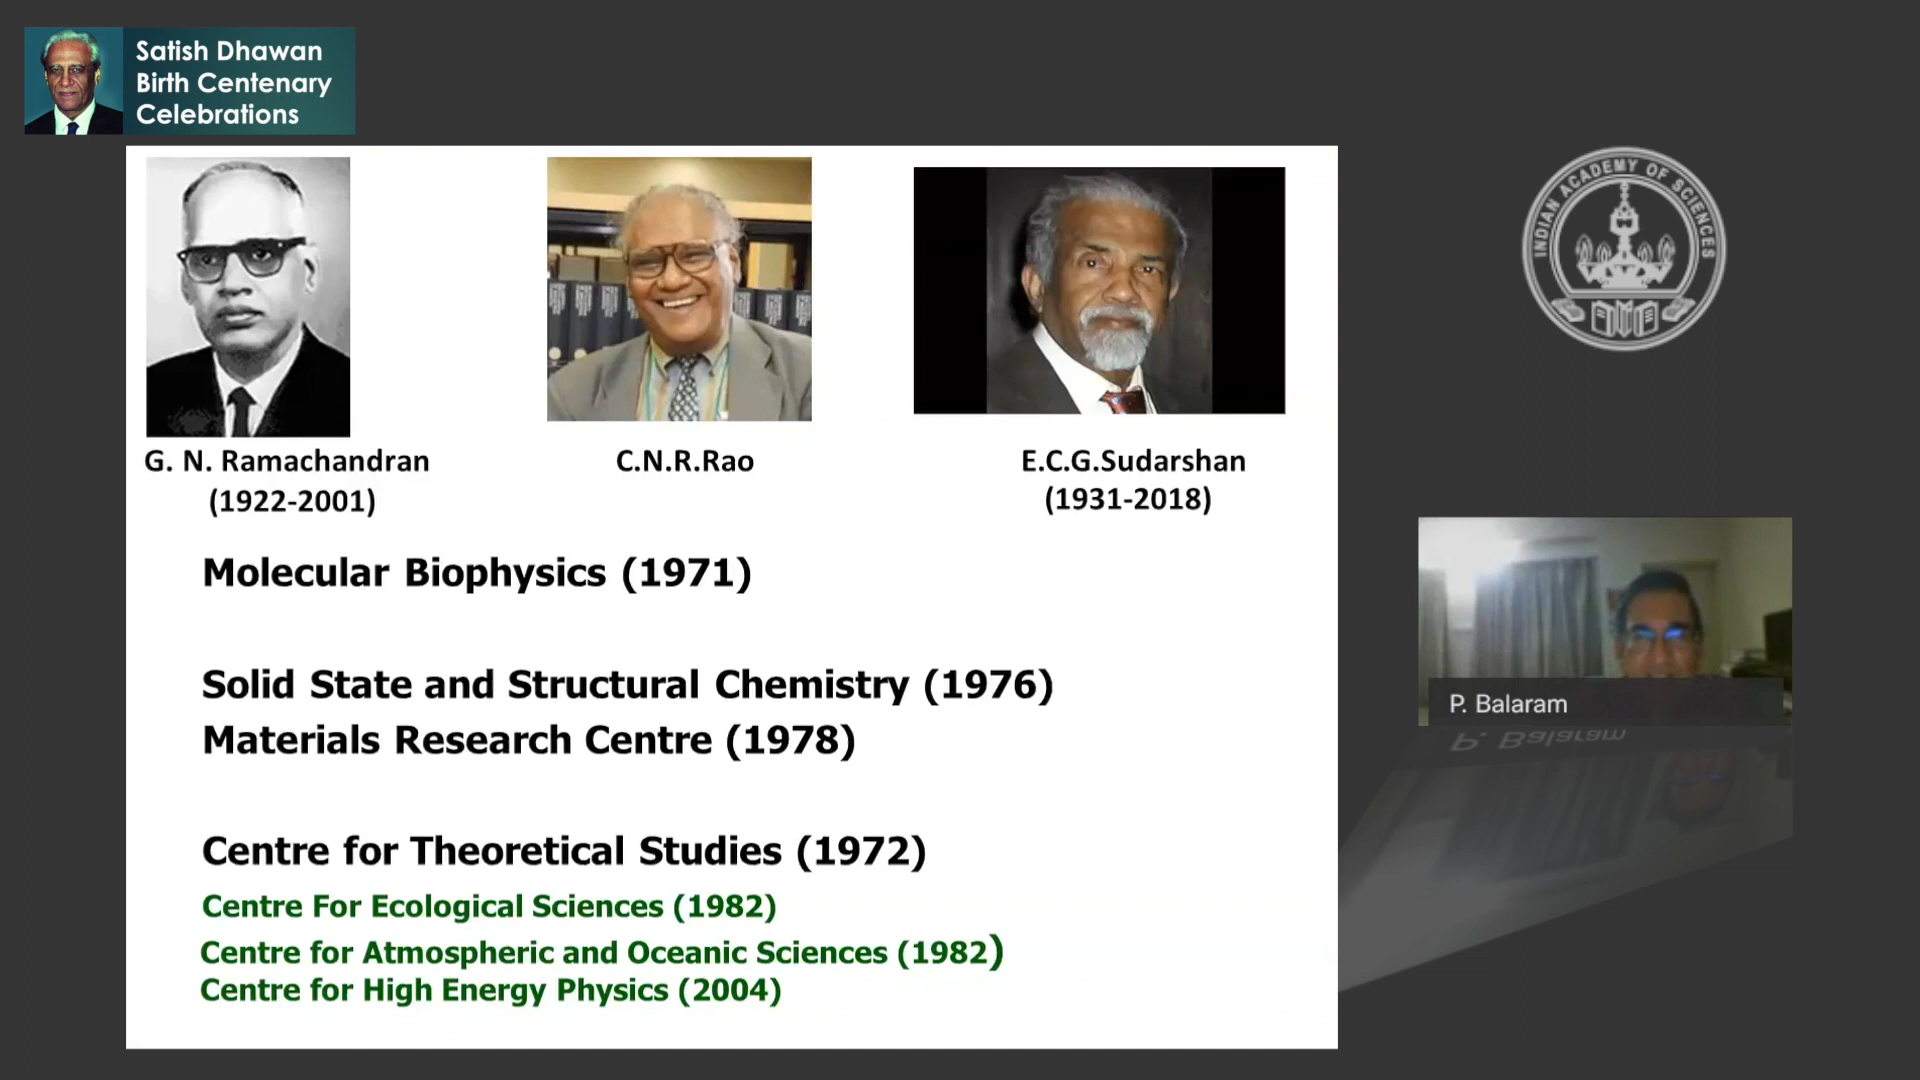 Satish Dhawan
Birth Centenary
Celebrations
INDIAN ACADEMY OF SCIENCES
G. N. Ramachandran
(1922-2001)
C.N.R.Rao
E.C.G.Sudarshan
(1931-2018)
Molecular Biophysics (1971)
Solid State and Structural Chemistry (1976)
Materials Research Centre (1978)
Centre for Theoretical Studies (1972)
Centre For Ecological Sciences (1982)
Centre for Atmospheric and Oceanic Sciences (1982)
Centre for High Energy Physics (2004)
P. Balaram